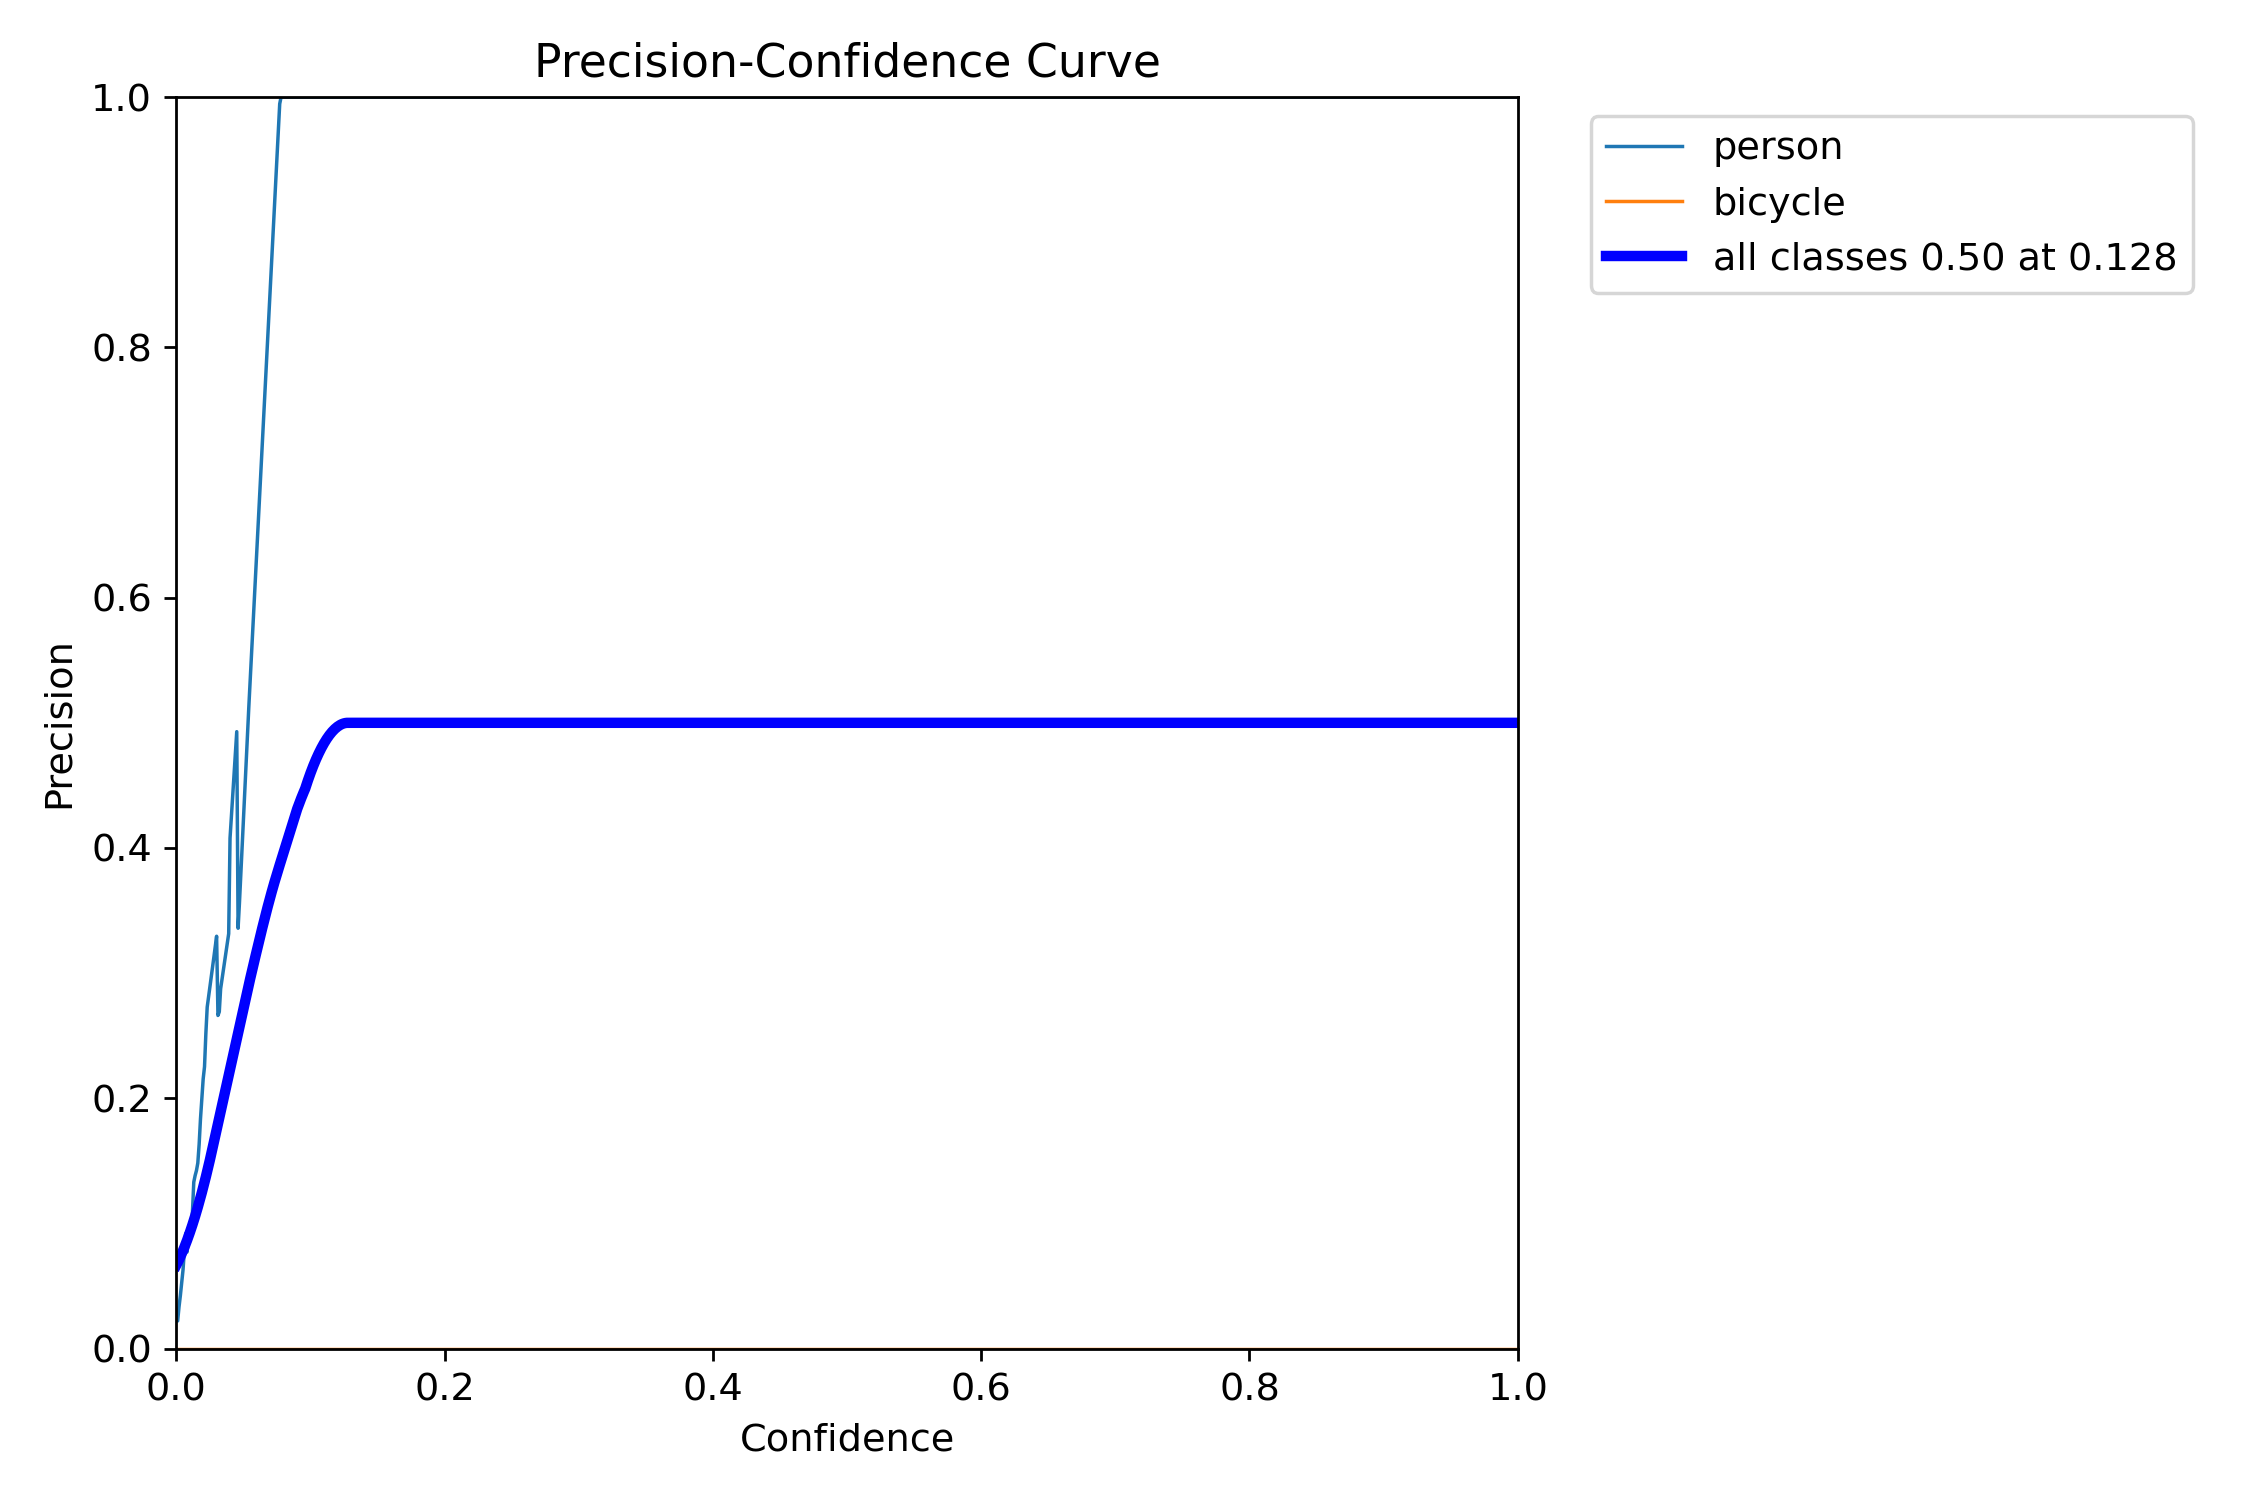 Precision-Confidence Curve
1.0
0.8
0.6
0.4
0.2
0.0
Precision
0.0 0.2 0.4 0.6 0.8 1.0
Confidence
person
bicycle
all classes 0.50 at 0.128